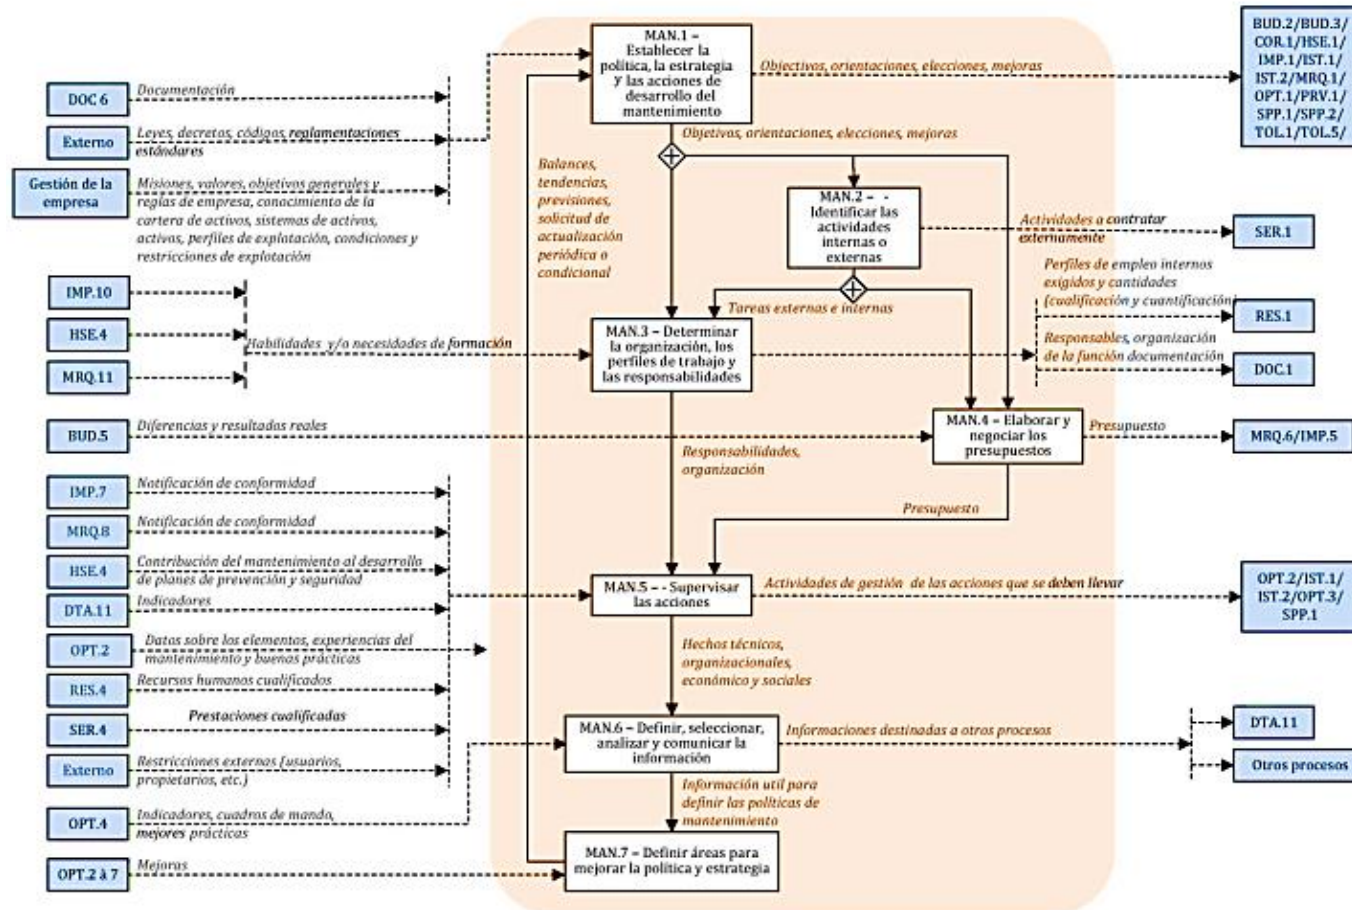 MAN.1 –
Establecer la
política, la estrategia
y las acciones de
desarrollo del
mantenimiento
Objectivos, orientaciones, elecciones, mejoras
BUD.2/BUD.3/
COR.1/HSE.1/
IMP.1/IST.1/
IST.2/MRQ.1/
OPT.1/PRV.1/
SPP.1/SPP.2/
TOL.1/TOL.5/
DOC 6
Documentación
Externo
Leyes, decretos, códigos, reglamentaciones
estándares
Gestión de la
empresa
Misiones, valores, objetivos generales y
reglas de empresa, conocimiento de la
cartera de activos, sistemas de activos,
activos, perfiles de explotación, condiciones y
restricciones de explotación
Objetivos, orientaciones, elecciones, mejoras
Balances,
tendencias,
previsiones,
solicitud de
actualización
periódica o
condicional
MAN.2 – -
Identificar las
actividades
internas o
externas
Actividades a contratar
externamente
SER.1
Perfiles de empleo internos
exigidos y cantidades
(cualificación y cuantificación)
RES.1
Responsables, organización
de la función documentación
DOC.1
IMP.10
HSE.4
MRQ.11
Habilidades y/o necesidades de formación
Tareas externas e internas
MAN.3 – Determinar
la organización, los
perfiles de trabajo y
las responsabilidades
BUD.5
Diferencias y resultados reales
MAN.4 – Elaborar y
negociar los
presupuestos
Presupuesto
MRQ.6/IMP.5
Responsabilidades,
organización
Presupuesto
IMP.7
Notificación de conformidad
MRQ.8
Notificación de conformidad
HSE.4
Contribución del mantenimiento al desarrollo
de planes de prevención y seguridad
DTA.11
Indicadores
OPT.2
Datos sobre los elementos, experiencias del
mantenimiento y buenas prácticas
RES.4
Recursos humanos cualificados
SER.4
Prestaciones cualificadas
Externo
Restricciones externas (usuarios,
propietarios, etc.)
MAN.5 – - Supervisar
las acciones
Actividades de gestión de las acciones que se deben llevar
OPT.2/IST.1/
IST.2/OPT.3/
SPP.1
Hechos técnicos,
organizacionales,
económico y sociales
MAN.6 – Definir, seleccionar,
analizar y comunicar la
información
Informaciones destinadas a otros procesos
DTA.11
Otros procesos
OPT.4
Indicadores, cuadros de mando,
mejores prácticas
Información util para
definir las políticas de
mantenimiento
OPT.2 à 7
Mejoras
MAN.7 – Definir áreas para
mejorar la política y estrategia